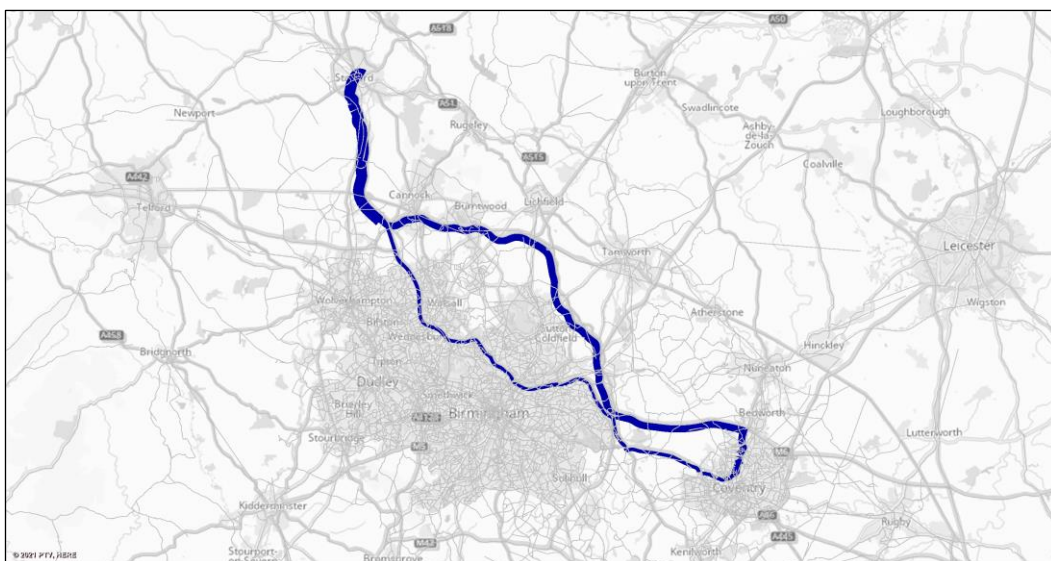 A50
A518
Stafford
Burton
upon Trent
Newport
A51
Swadlincote
Loughborough
Rugeley
Ashby-
de-la-
Zouch
A515
Coalville
A442
Telford
Cannock
Burntwood
Lichfield
Leicester
Tamworth
Wolverhampton
Walsall
Wigston
Atherstone
Bilston
Wednesbury
Sutton
Coldfield
A458
Bridgnorth
Tipton
Hinckley
Nuneaton
Dudley
Smethwick
Brierley
Hill
Birmingham
Bedworth
Lutterworth
Stourbridge
M5
M6
Solihull
Coventry
Kidderminster
Rugby
A45
A445
Stourport-
on-Severn
M42
Bromsgrove
Kenilworth
© 2021 PTV, HERE